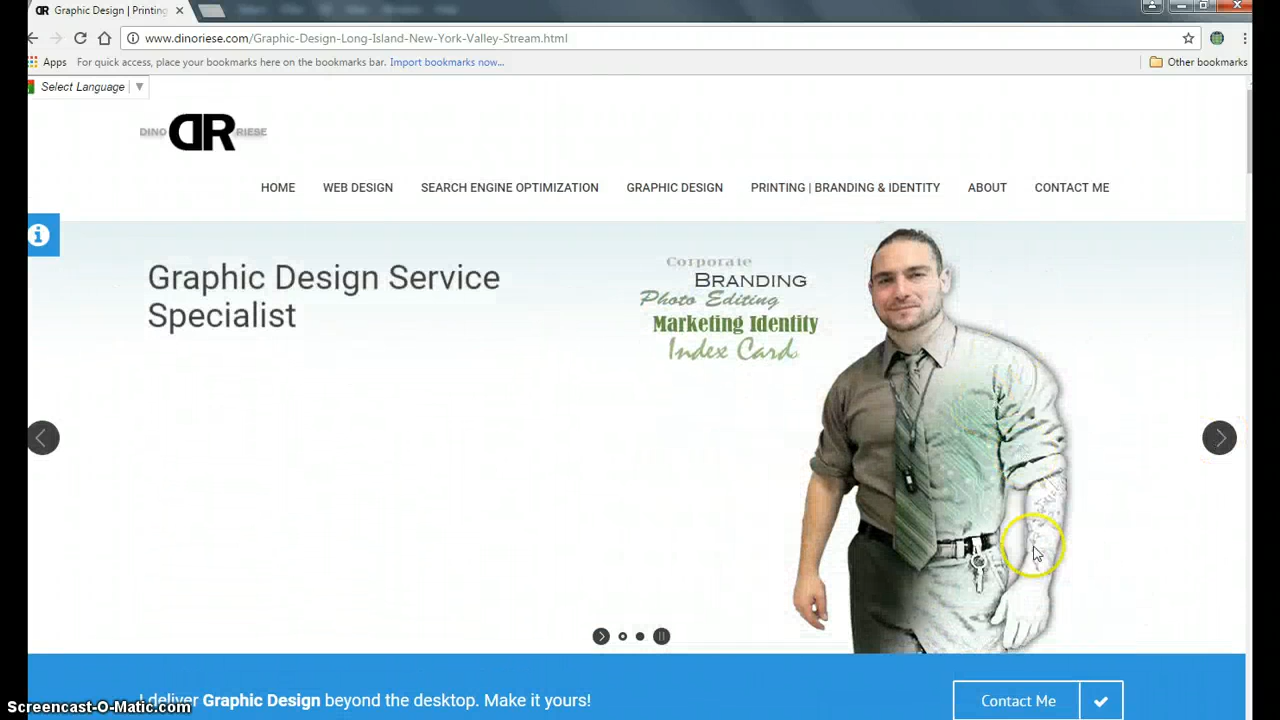 Graphic Design | Printing
www.dinoriese.com/Graphic-Design-Long-Island-New-York-Valley-Stream.html
Apps For quick access, place your bookmarks here on the bookmarks bar. Import bookmarks now... Other bookmarks
Select Language
DINO DR RIESE
HOME WEB DESIGN SEARCH ENGINE OPTIMIZATION GRAPHIC DESIGN PRINTING | BRANDING & IDENTITY ABOUT CONTACT ME
Graphic Design Service
Specialist
Corporate
BRANDING
Photo Editing
Marketing Identity
Index Cards
I deliver Graphic Design beyond the desktop. Make it yours!
Contact Me
Screencast-O-Matic.com